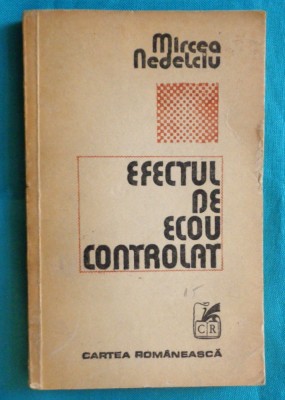 Mircea
Nedelciu
EFECTUL
DE
ECOU
CONTROLAT
CR
CARTEA ROMÂNEASCĂ